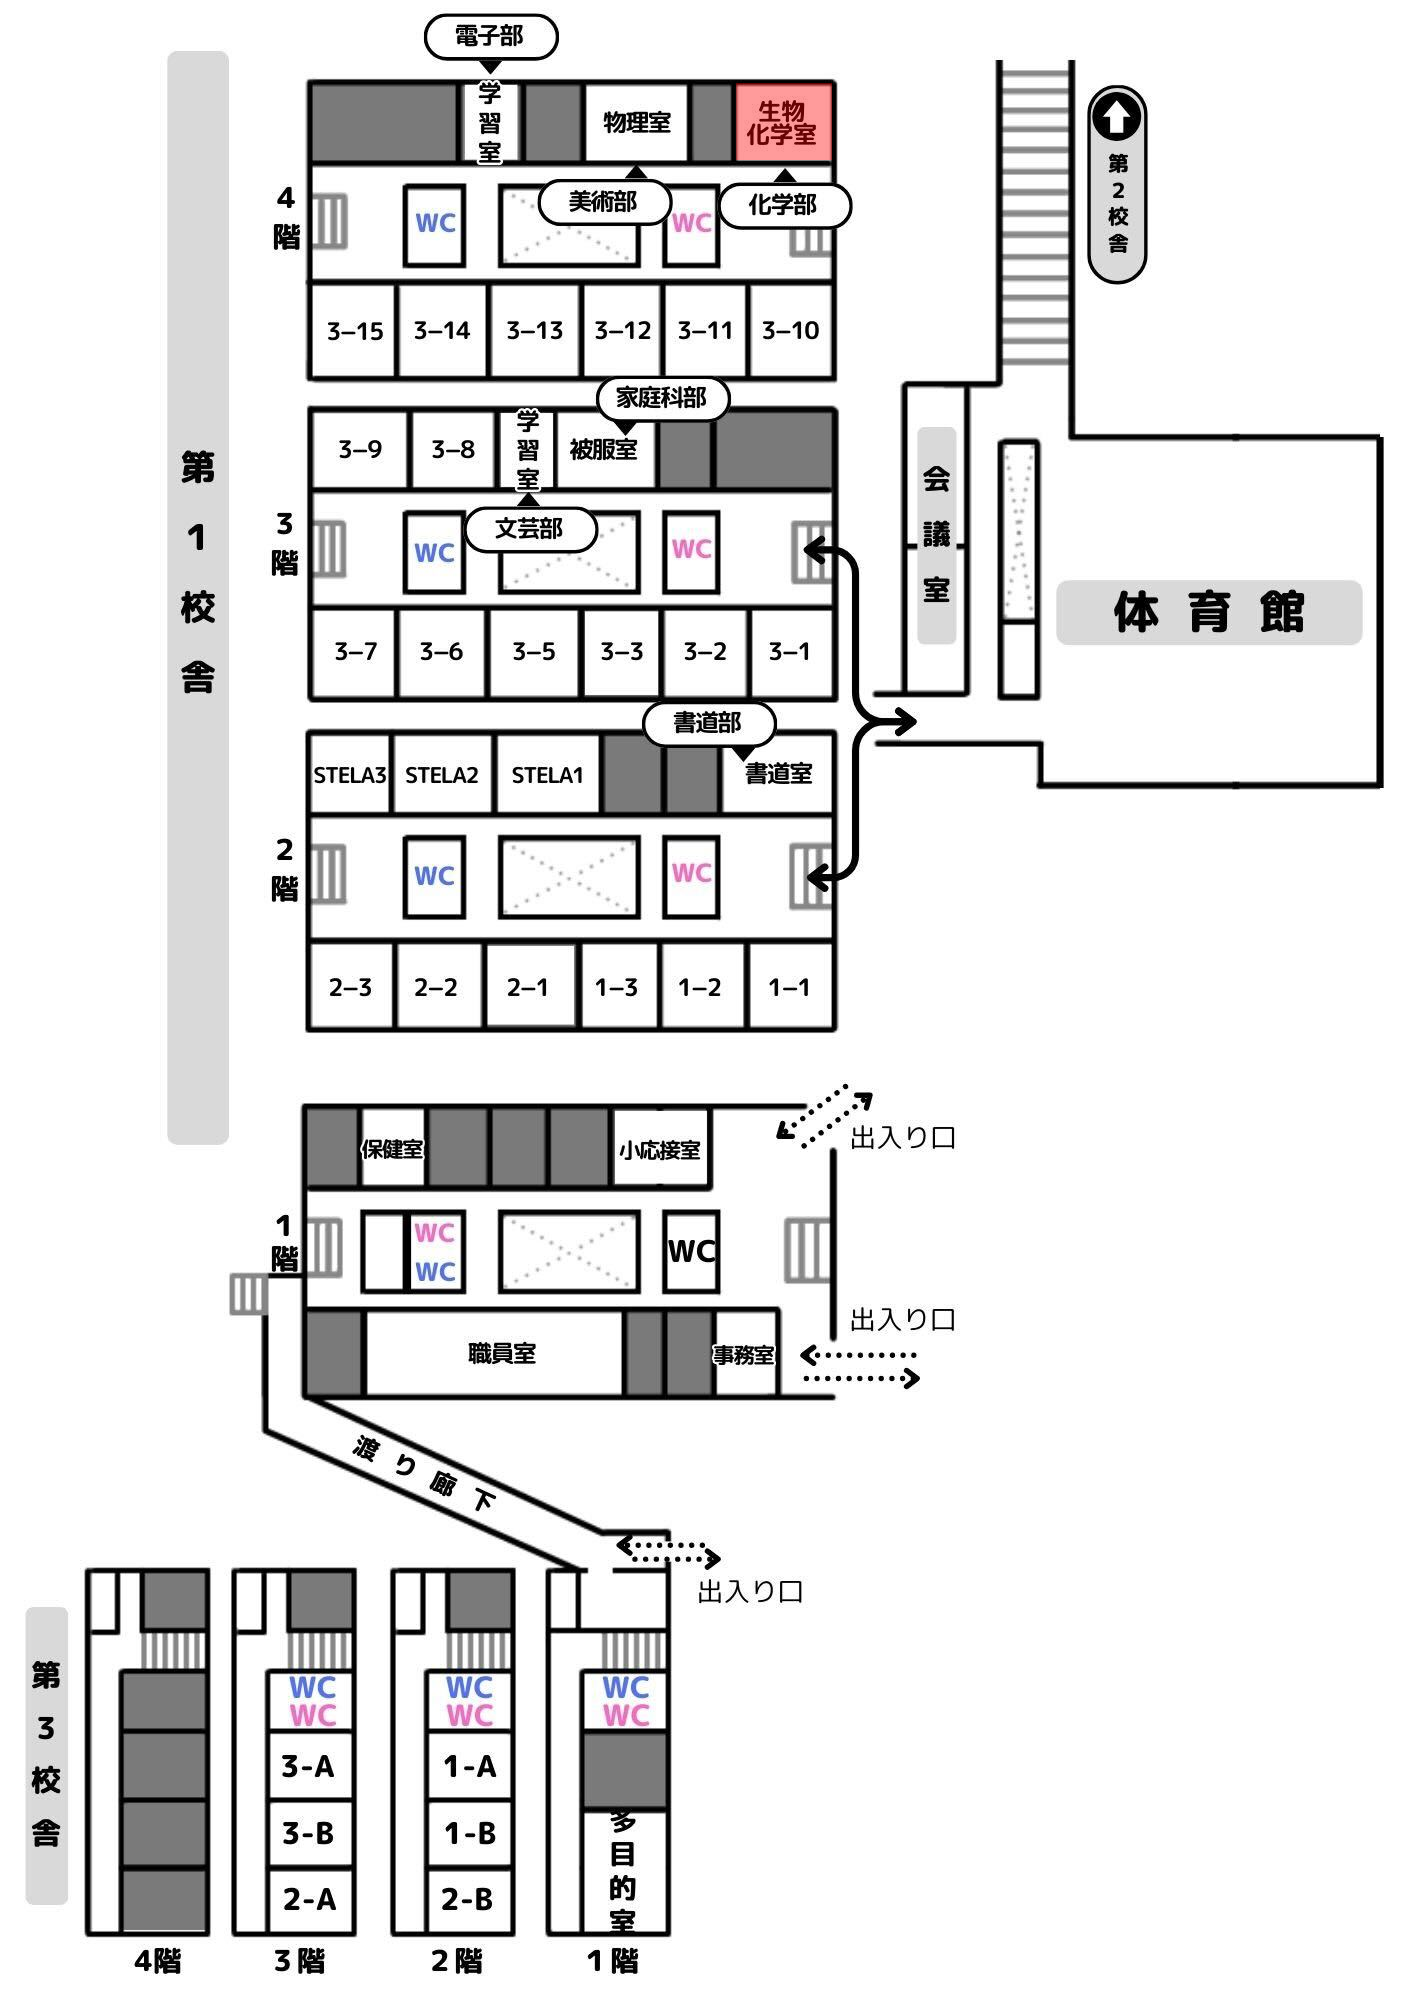 電子部
学習室
物理室
生物
化学室
美術部
化学部
4階
WC
WC
3−15
3−14
3−13
3−12
3−11
3−10
第2校舎
第1校舎
家庭科部
3−9
3−8
学習室
被服室
文芸部
3階
WC
WC
3−7
3−6
3−5
3−3
3−2
3−1
会議室
体育館
書道部
STELA3
STELA2
STELA1
書道室
2階
WC
WC
2−3
2−2
2−1
1−3
1−2
1−1
保健室
小応接室
出入り口
1階
WC
WC
WC
職員室
事務室
出入り口
渡り廊下
出入り口
第3校舎
WC
WC
3-A
3-B
2-A
WC
WC
1-A
1-B
2-B
WC
WC
多目的室
4階
3階
2階
1階